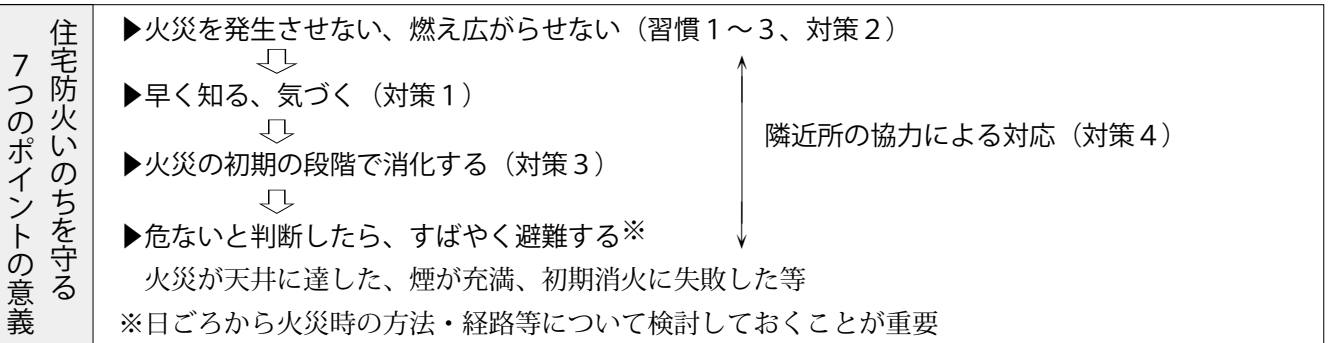 住宅防火いのちを守る
7つのポイントの意義
▶火災を発生させない、燃え広がらせない（習慣1～3、対策2）
▶早く知る、気づく（対策1）
隣近所の協力による対応（対策4）
▶火災の初期の段階で消化する（対策3）
▶危ないと判断したら、すばやく避難する※
火災が天井に達した、煙が充満、初期消火に失敗した等
※日ごろから火災時の方法・経路等について検討しておくことが重要